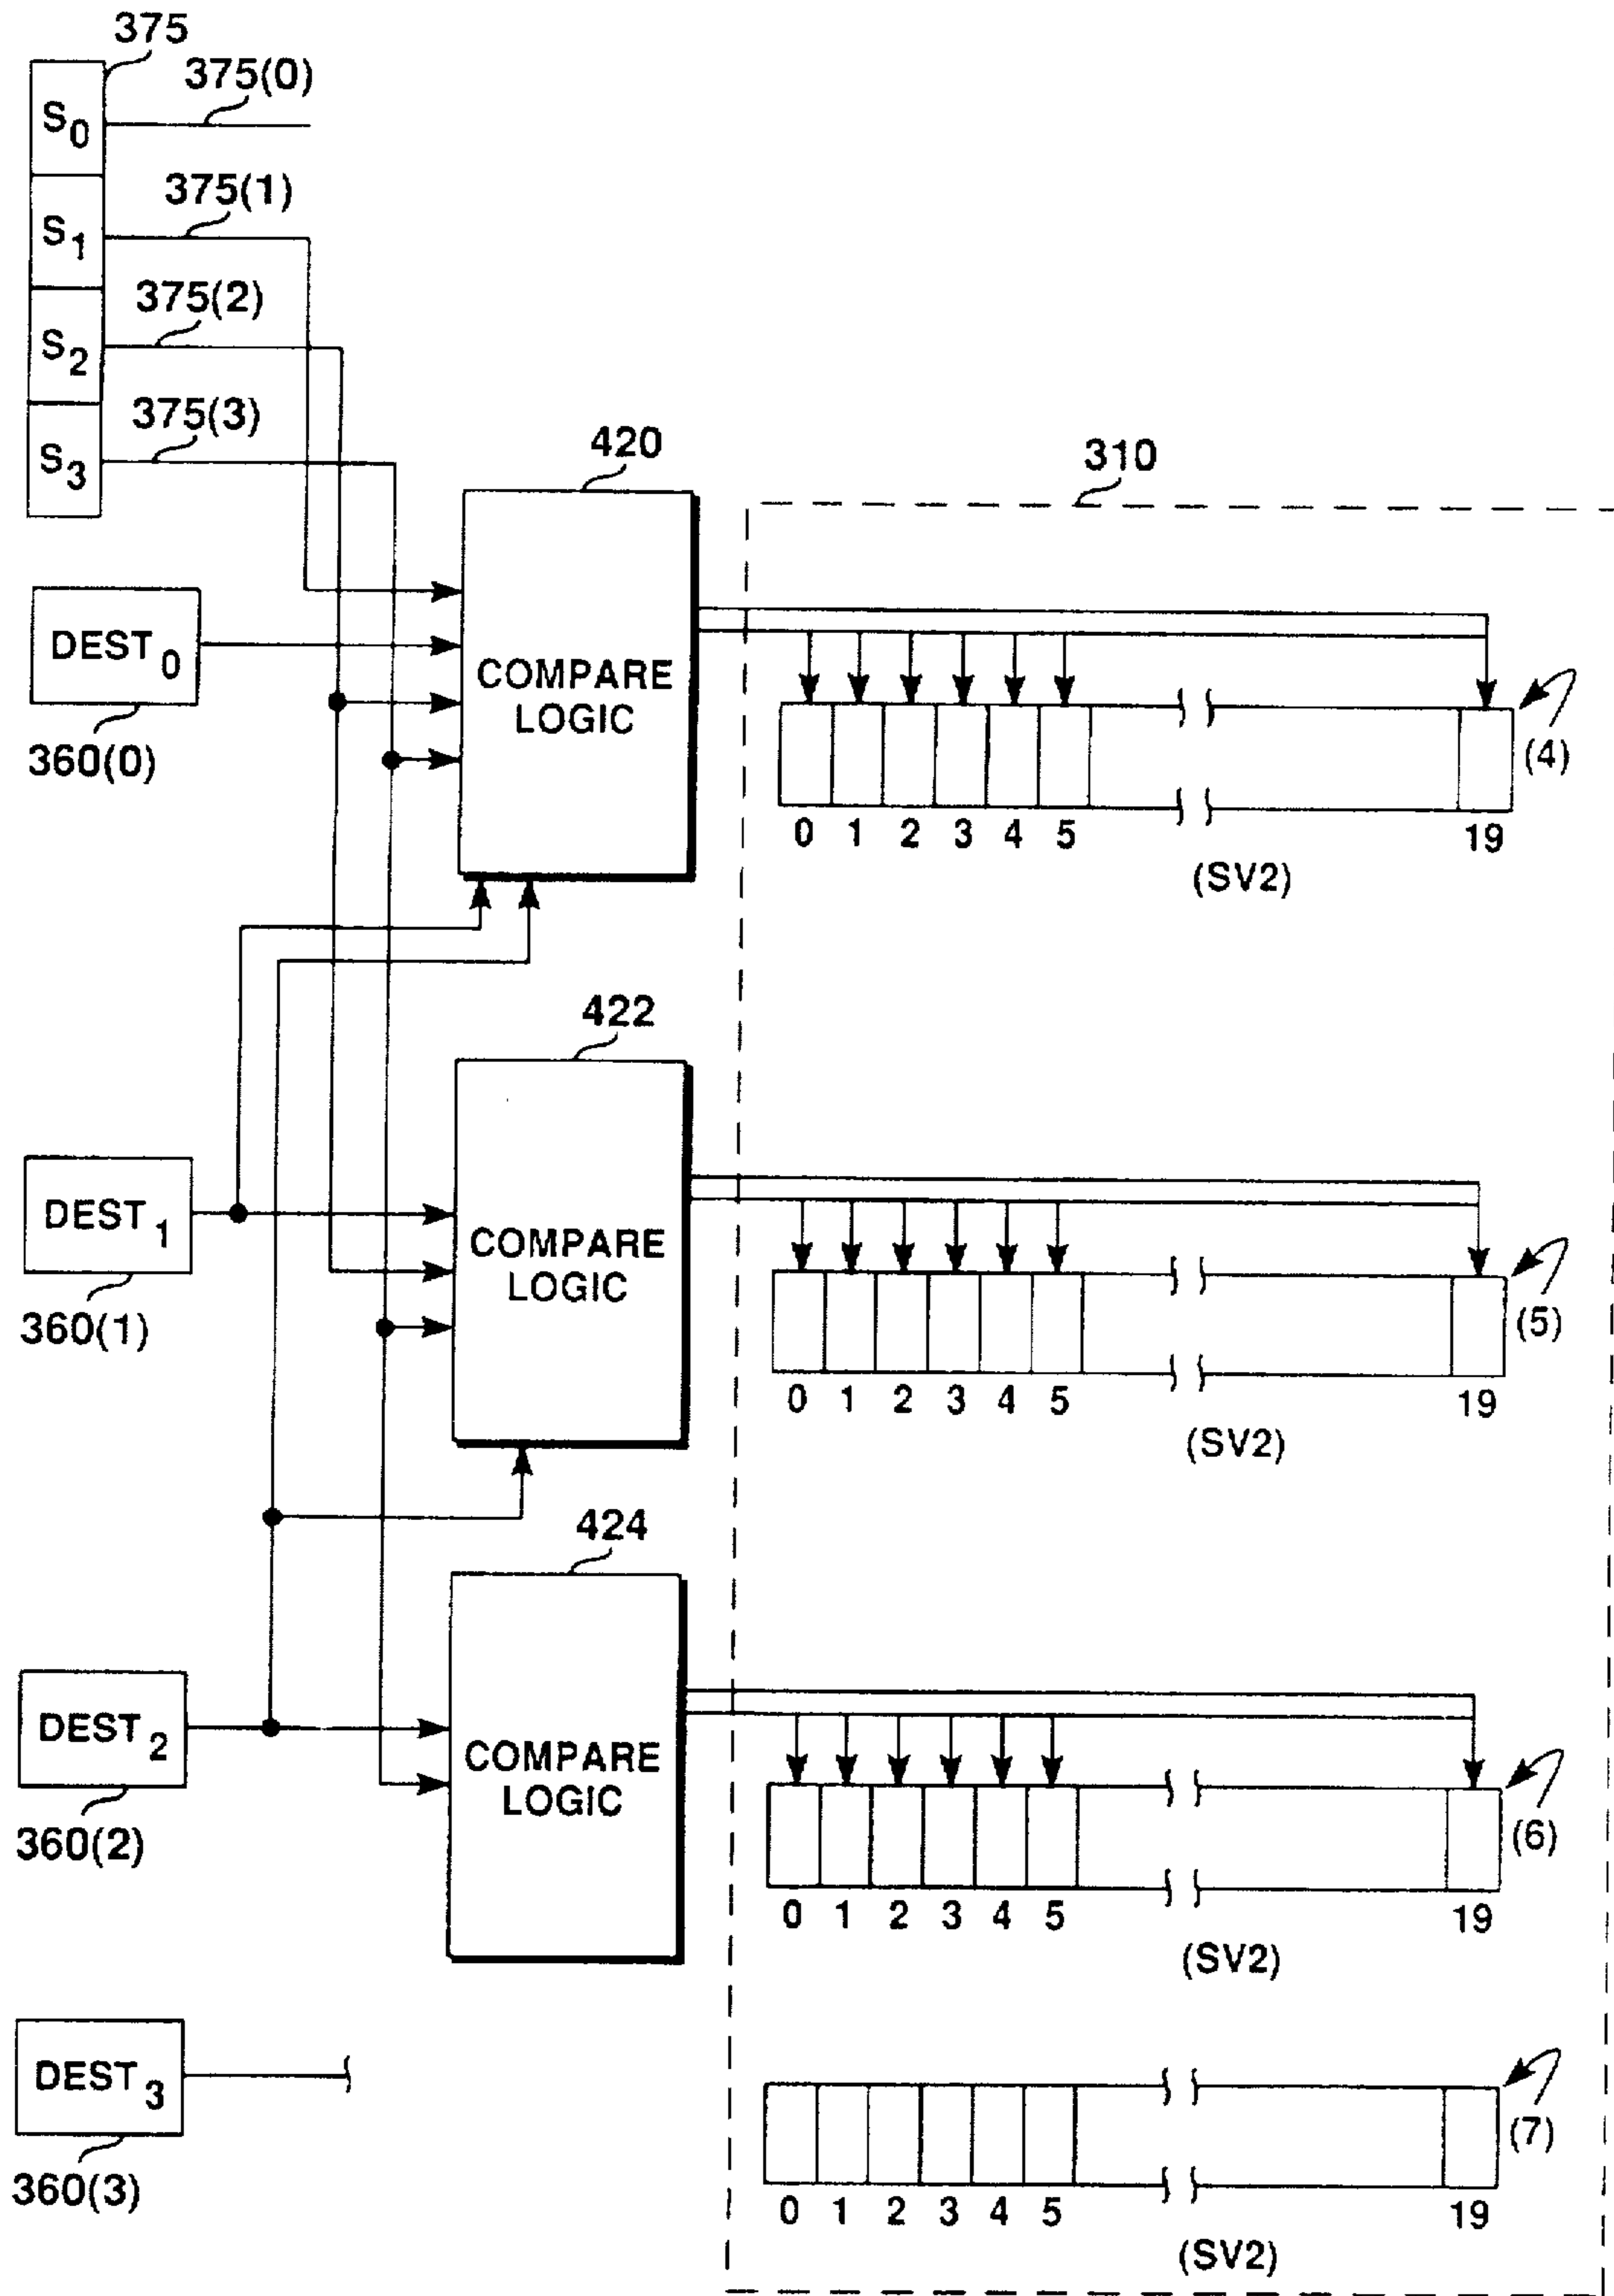 375
375(0)
S0
375(1)
S1
375(2)
S2
375(3)
S3
420
310
DEST0
COMPARE
LOGIC
360(0)
(4)
0 1 2 3 4 5 19
(SV2)
422
DEST1
COMPARE
LOGIC
360(1)
(5)
0 1 2 3 4 5 19
(SV2)
424
DEST2
COMPARE
LOGIC
360(2)
(6)
0 1 2 3 4 5 19
(SV2)
DEST3
(7)
360(3)
0 1 2 3 4 5 19
(SV2)